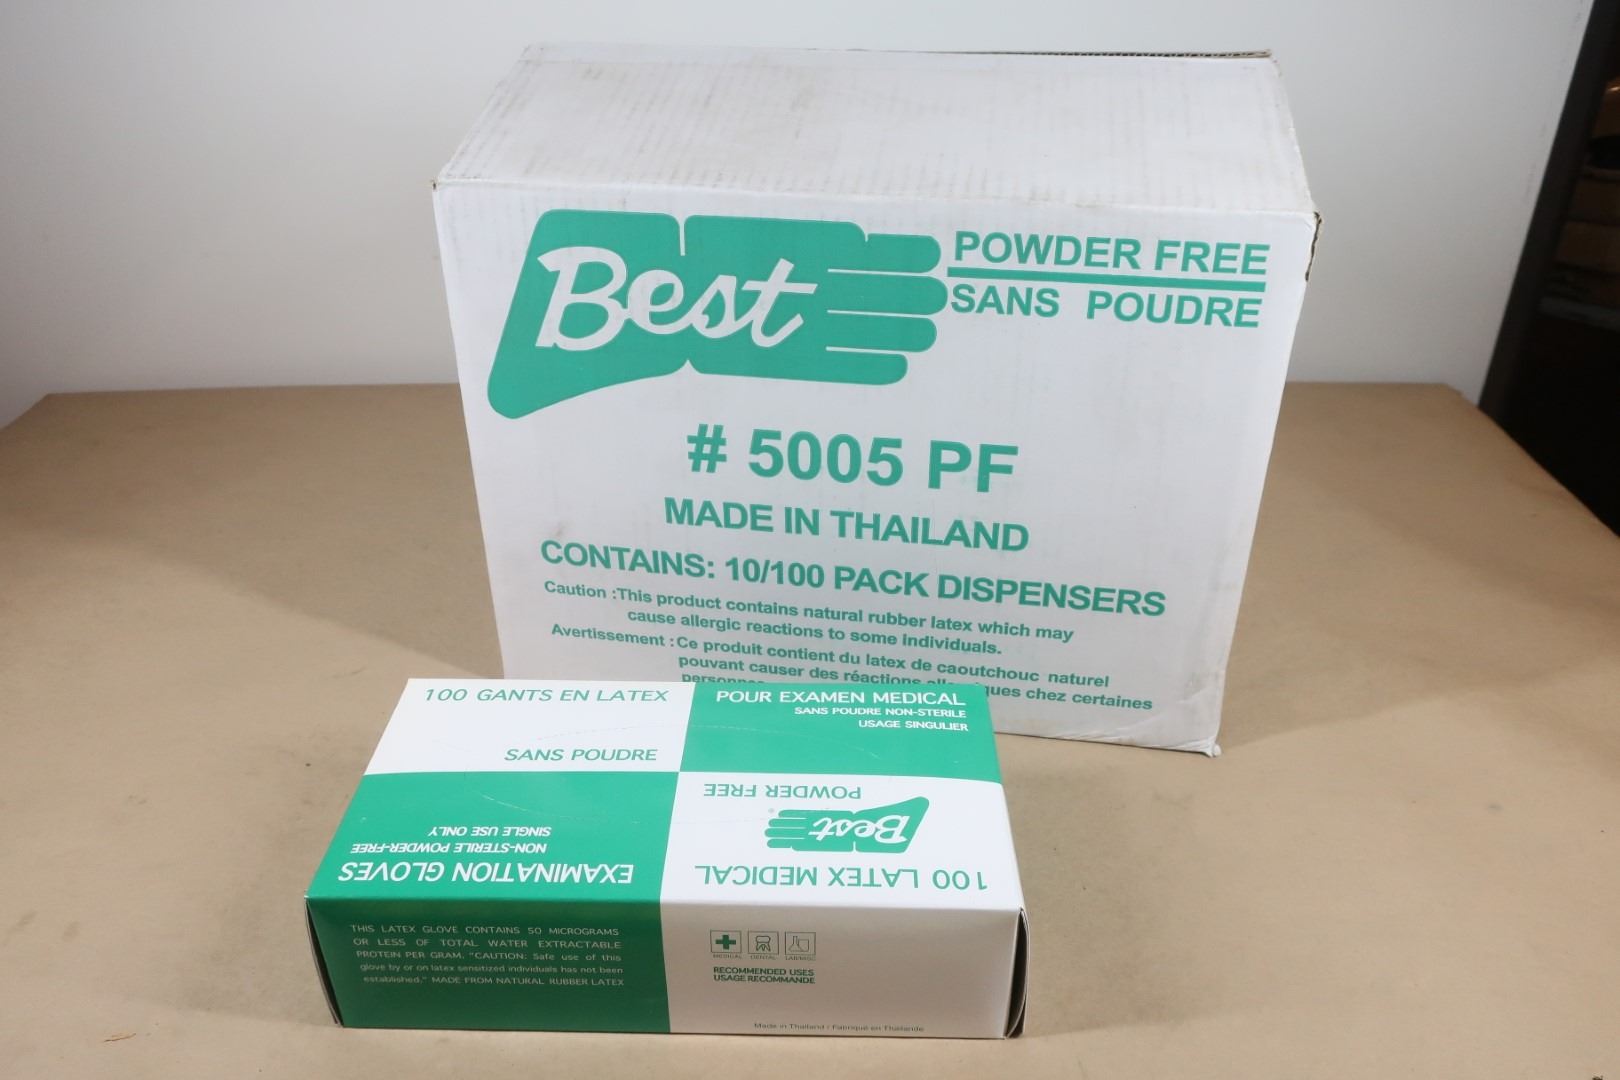 Best
POWDER FREE
SANS POUDRE
# 5005 PF
MADE IN THAILAND
CONTAINS: 10/100 PACK DISPENSERS
Caution :This product contains natural rubber latex which may
cause allergic reactions to some individuals.
Avertissement : Ce produit contient du latex de caoutchouc naturel
pouvant causer des réactions chez certaines
100 GANTS EN LATEX
SANS POUDRE
POUR EXAMEN MEDICAL
SANS POUDRE NON-STERILE
USAGE SINGULIER
100 LATEX MEDICAL
Best
POWDER FREE
EXAMINATION GLOVES
NON-STERILE POWDER-FREE
SINGLE USE ONLY
THIS LATEX GLOVE CONTAINS 50 MICROGRAMS
OR LESS OF TOTAL WATER EXTRACTABLE
PROTEIN PER GRAM. "CAUTION: Safe use of this
glove by or on latex sensitized individuals has not been
established." MADE FROM NATURAL RUBBER LATEX
MEDICAL DENTAL LAB/MISC
RECOMMENDED USES
USAGE RECOMMANDE
Made in Thailand / Fabriqué en Thailande